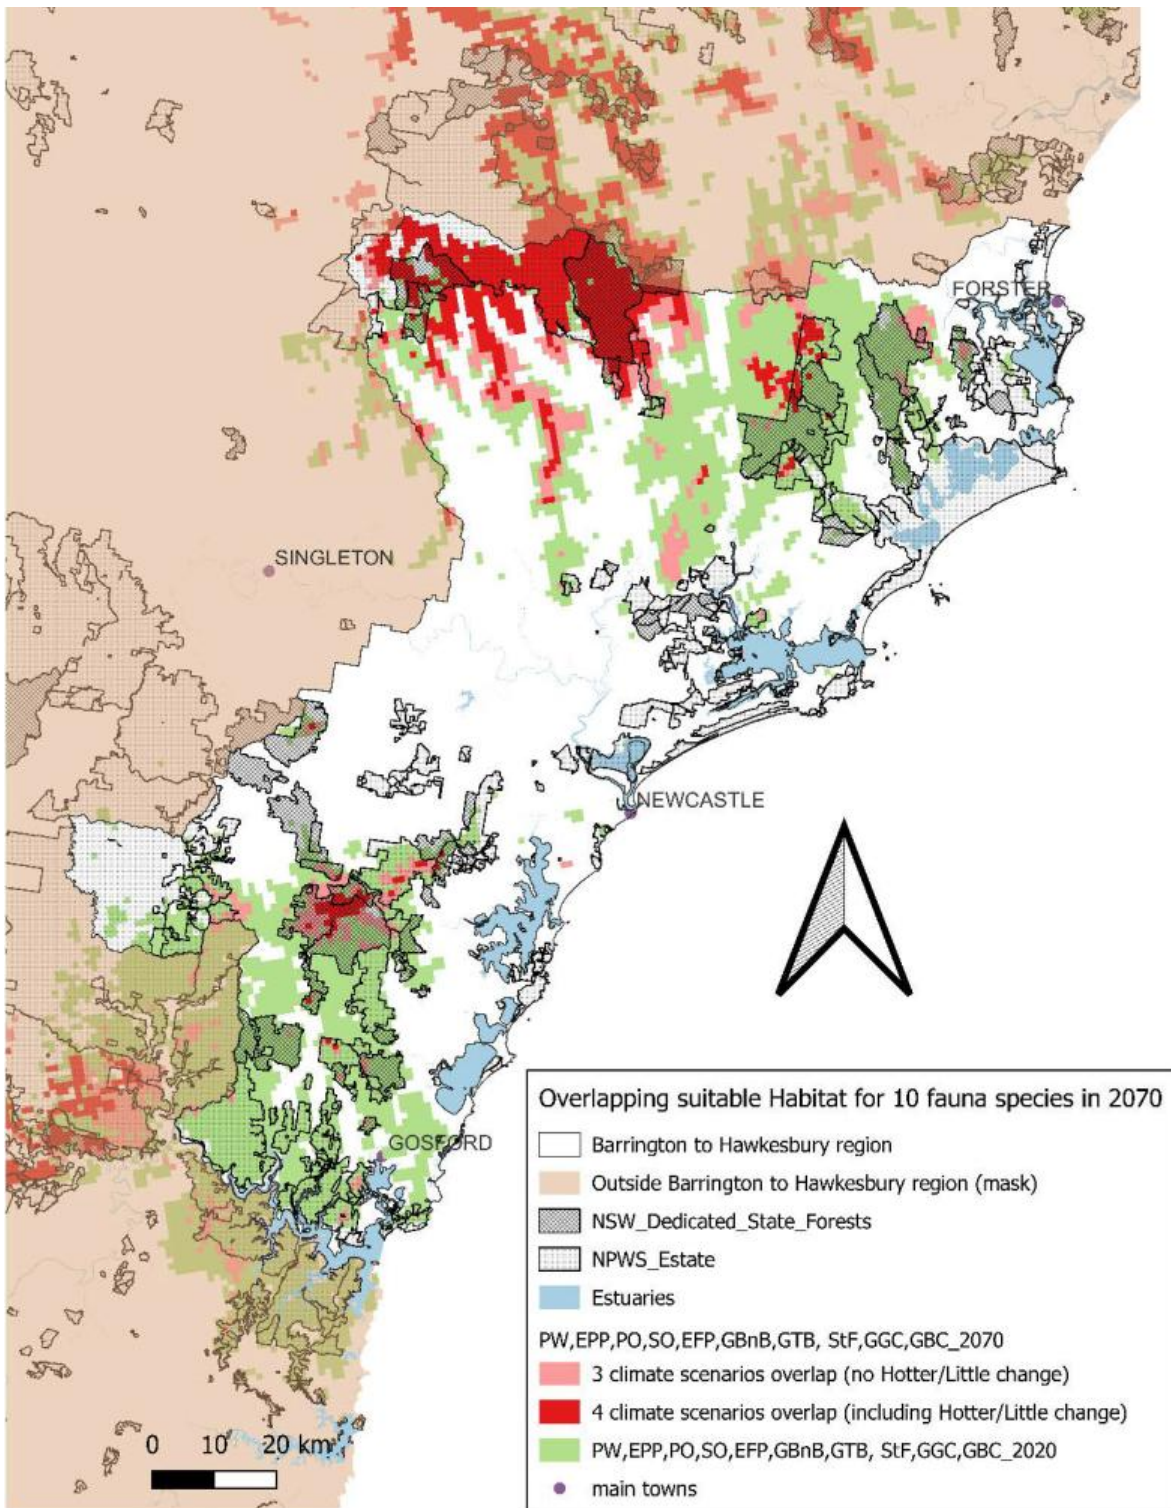 FORSTER
SINGLETON
NEWCASTLE
GOSFORD
Overlapping suitable Habitat for 10 fauna species in 2070
Barrington to Hawkesbury region
Outside Barrington to Hawkesbury region (mask)
NSW_Dedicated_State_Forests
NPWS_Estate
Estuaries
PW,EPP,PO,SO,EFP,GBnB,GTB, StF,GGC,GBC_2070
3 climate scenarios overlap (no Hotter/Little change)
4 climate scenarios overlap (including Hotter/Little change)
PW,EPP,PO,SO,EFP,GBnB,GTB, StF,GGC,GBC_2020
main towns
0 10 20 km